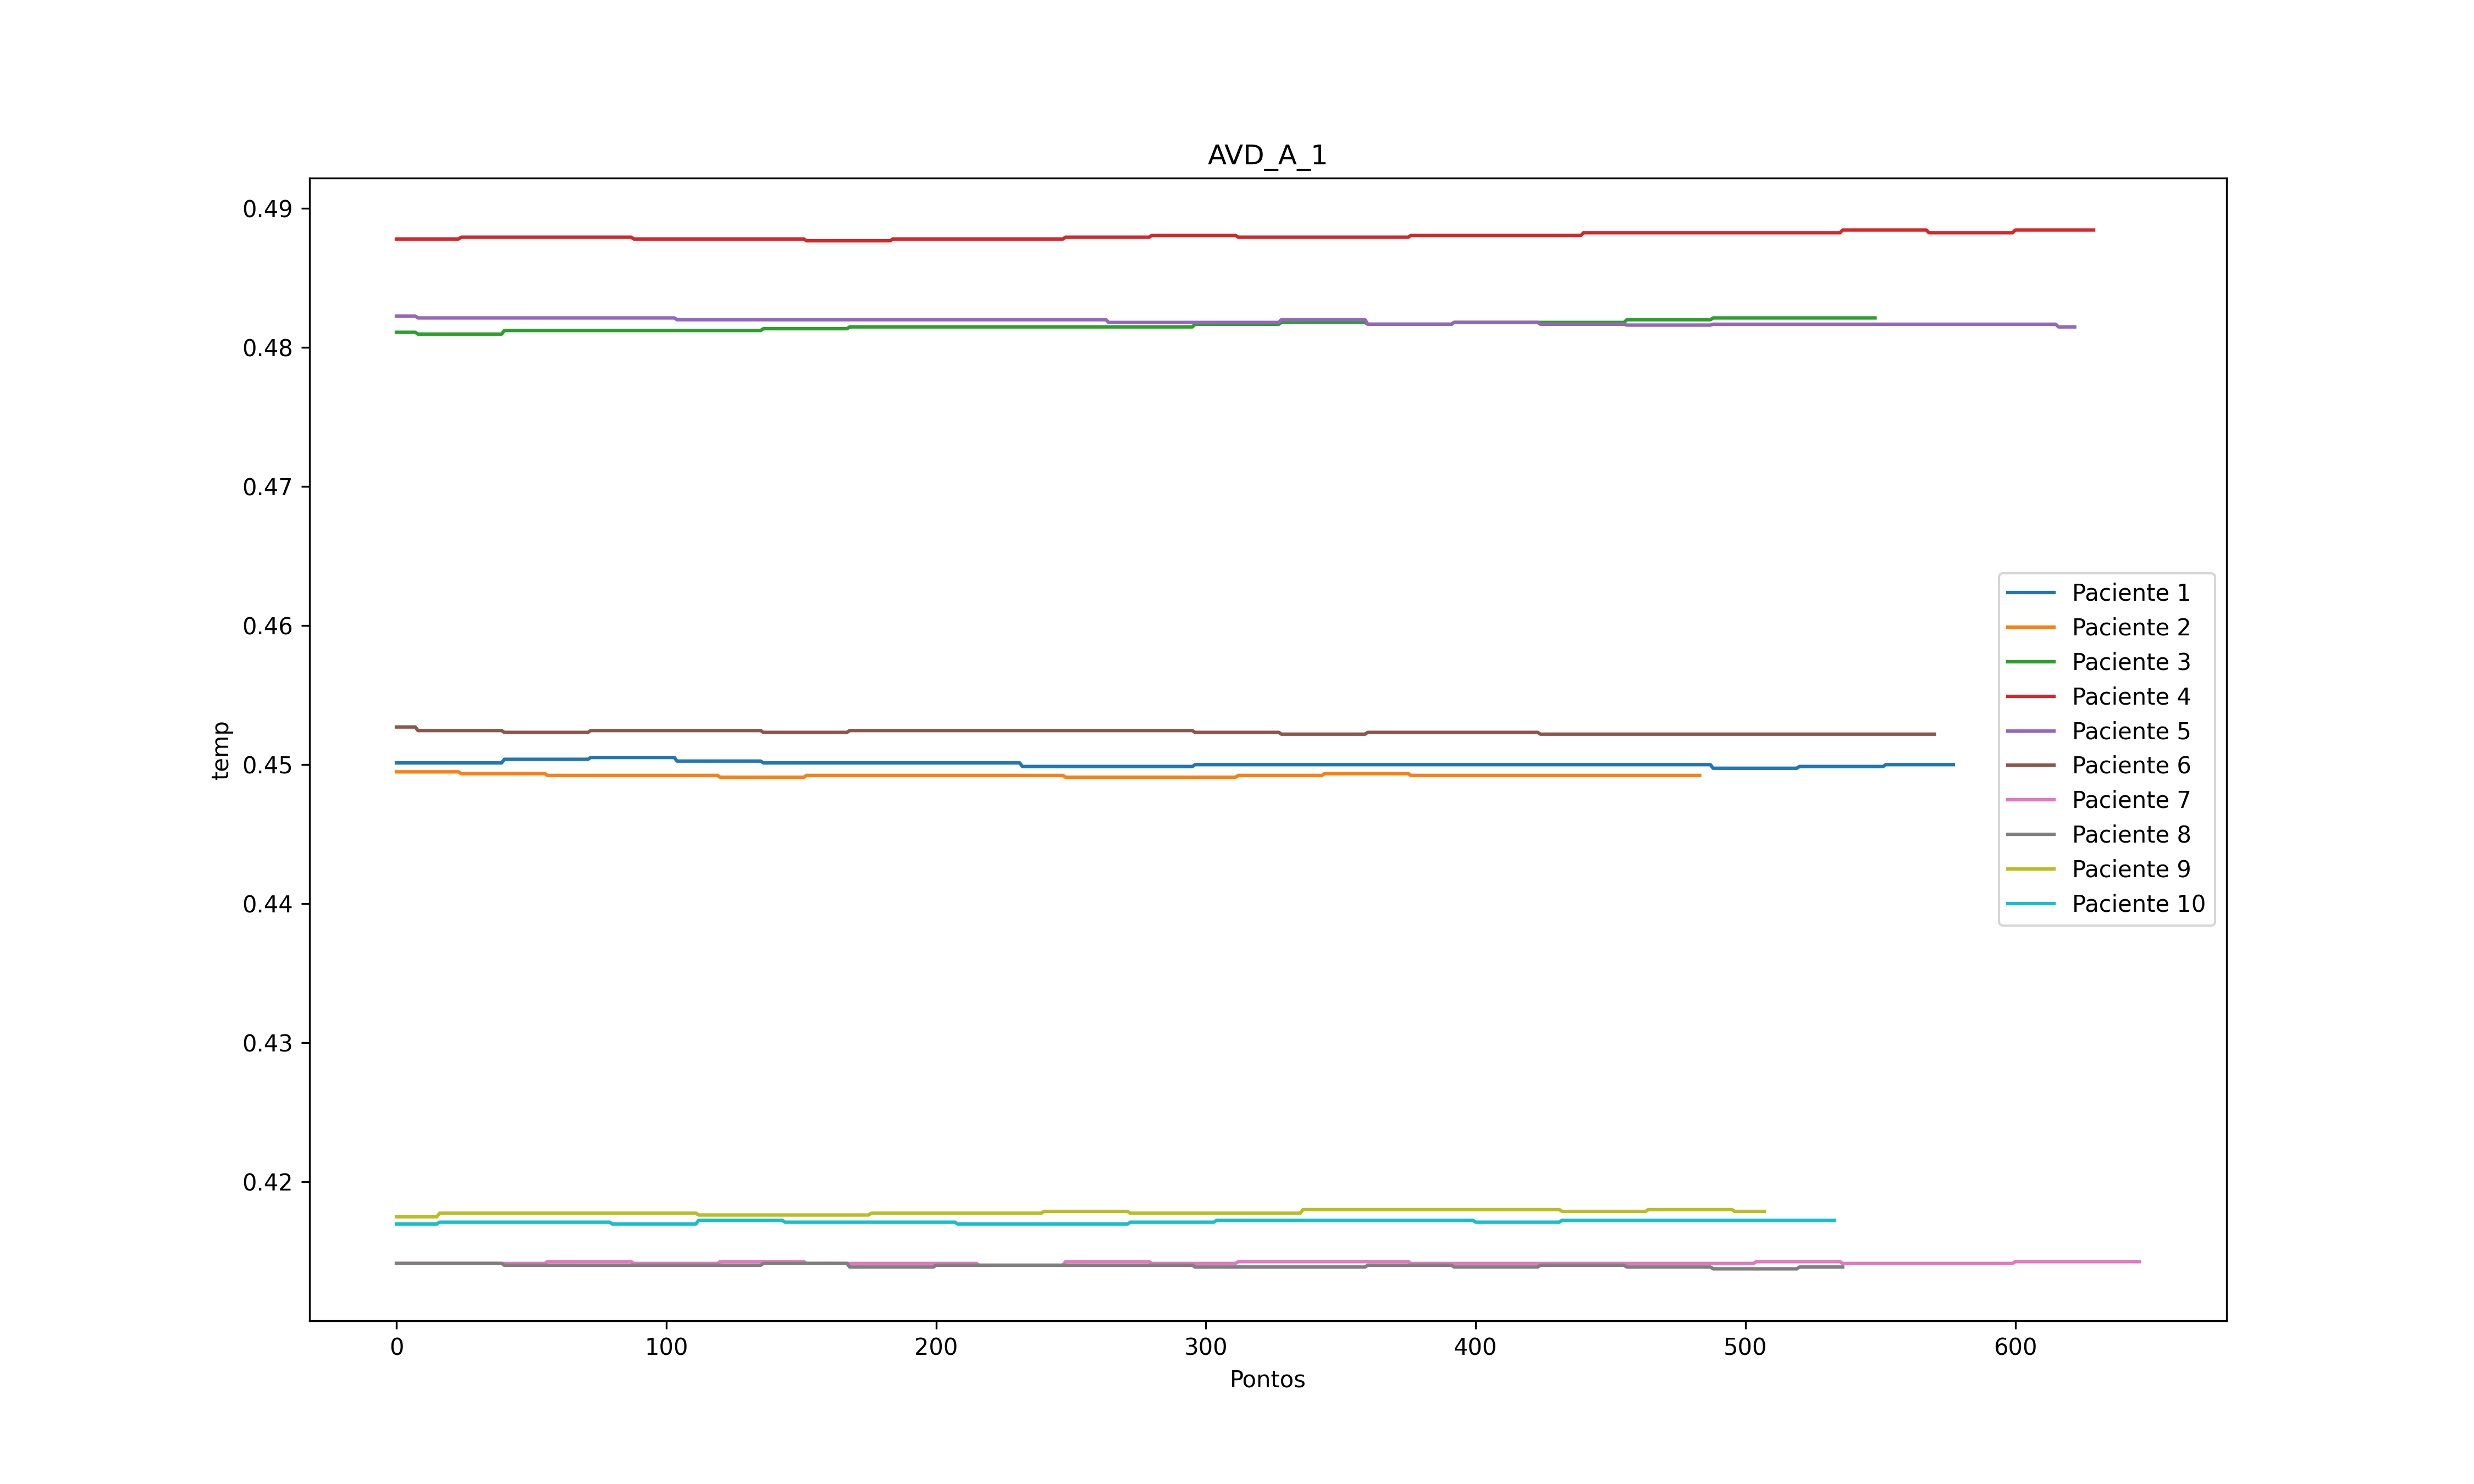 AVD_A_1
0.49
0.48
0.47
0.46
0.45
0.44
0.43
0.42
temp
Paciente 1
Paciente 2
Paciente 3
Paciente 4
Paciente 5
Paciente 6
Paciente 7
Paciente 8
Paciente 9
Paciente 10
0 100 200 300 400 500 600
Pontos